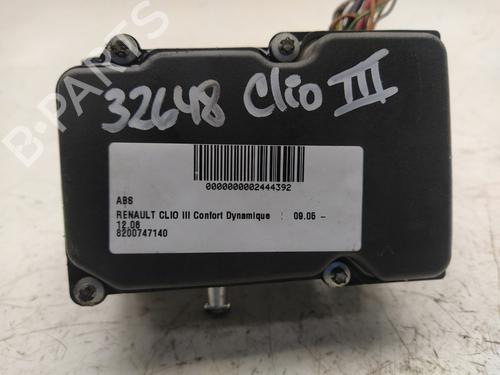 32648 Clio III
0000000002444392
ABS
RENAULT CLIO III Confort Dynamique : 09.05 -
12.06
8200747140
B-PARTS